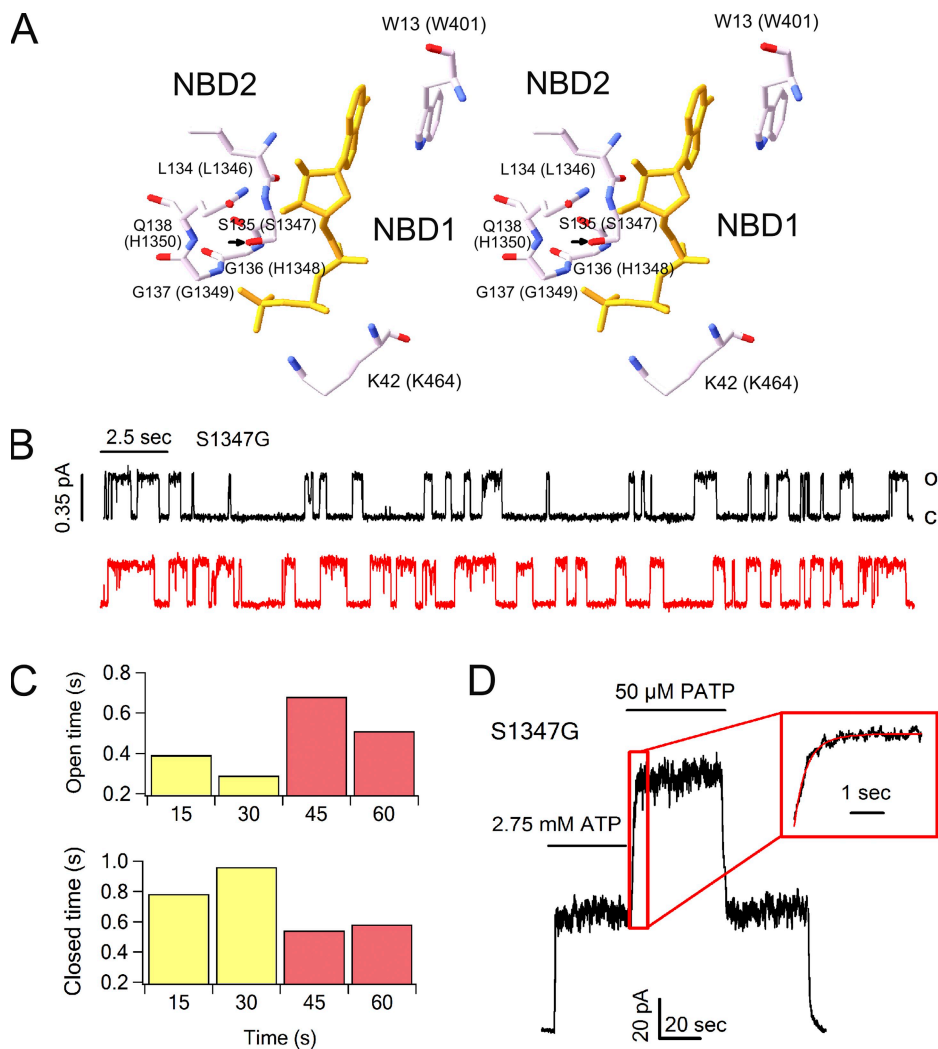 A
W13 (W401)
W13 (W401)
NBD2
NBD2
L134 (L1346)
L134 (L1346)
Q138
(H1350)
S135 (S1347)
Q138
(H1350)
S135 (S1347)
NBD1
NBD1
G136 (H1348)
G136 (H1348)
G137 (G1349)
G137 (G1349)
K42 (K464)
K42 (K464)
B
2.5 sec
S1347G
0.35 pA
o
c
C
Open time (s)
0.8
0.6
0.4
0.2
15 30 45 60
Closed time (s)
1.0
0.8
0.6
0.4
0.2
15 30 45 60
Time (s)
D
50 µM PATP
S1347G
1 sec
2.75 mM ATP
20 pA
20 sec